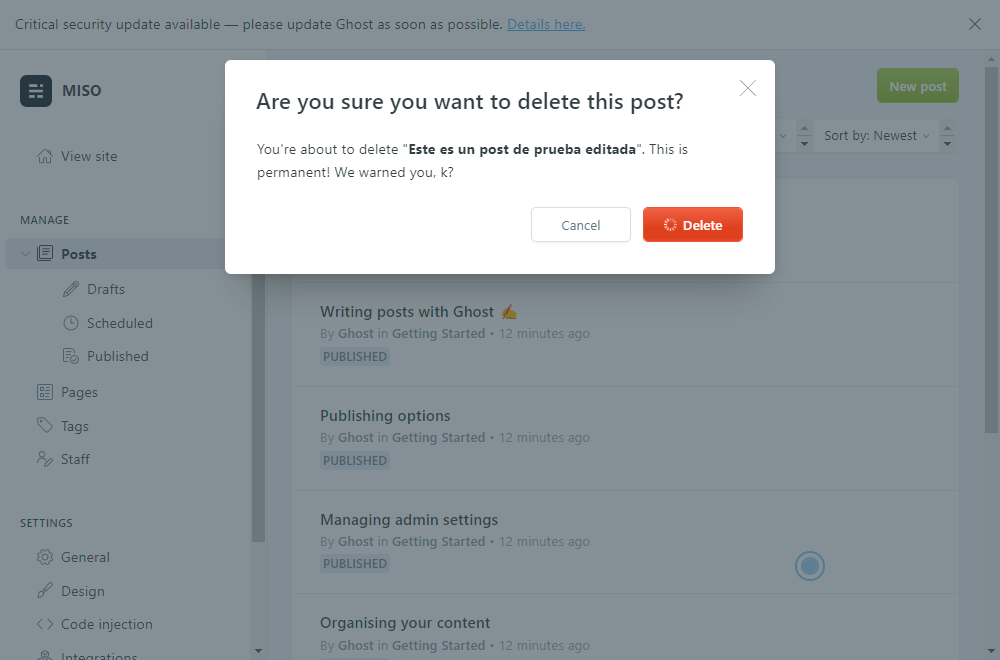 Critical security update available — please update Ghost as soon as possible. Details here.
MISO
View site
MANAGE
Posts
Drafts
Scheduled
Published
Pages
Tags
Staff
SETTINGS
General
Design
Code injection
Integrations
New post
Sort by: Newest
Are you sure you want to delete this post?
You're about to delete "Este es un post de prueba editada". This is
permanent! We warned you, k?
Cancel
Delete
Writing posts with Ghost ✍️
By Ghost in Getting Started • 12 minutes ago
PUBLISHED
Publishing options
By Ghost in Getting Started • 12 minutes ago
PUBLISHED
Managing admin settings
By Ghost in Getting Started • 12 minutes ago
PUBLISHED
Organising your content
By Ghost in Getting Started • 12 minutes ago